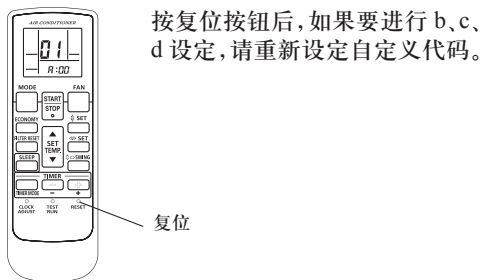 按复位按钮后,如果要进行 b、c、
d 设定,请重新设定自定义代码。
AIR CONDITIONER
01
A:00
MODE
FAN
START
STOP
ECONOMY
SET
FILTER RESET
SET
TEMP.
SET
SLEEP
SWING
TIMER
TIMER MODE
−
+
CLOCK
ADJUST
TEST
RUN
RESET
复位